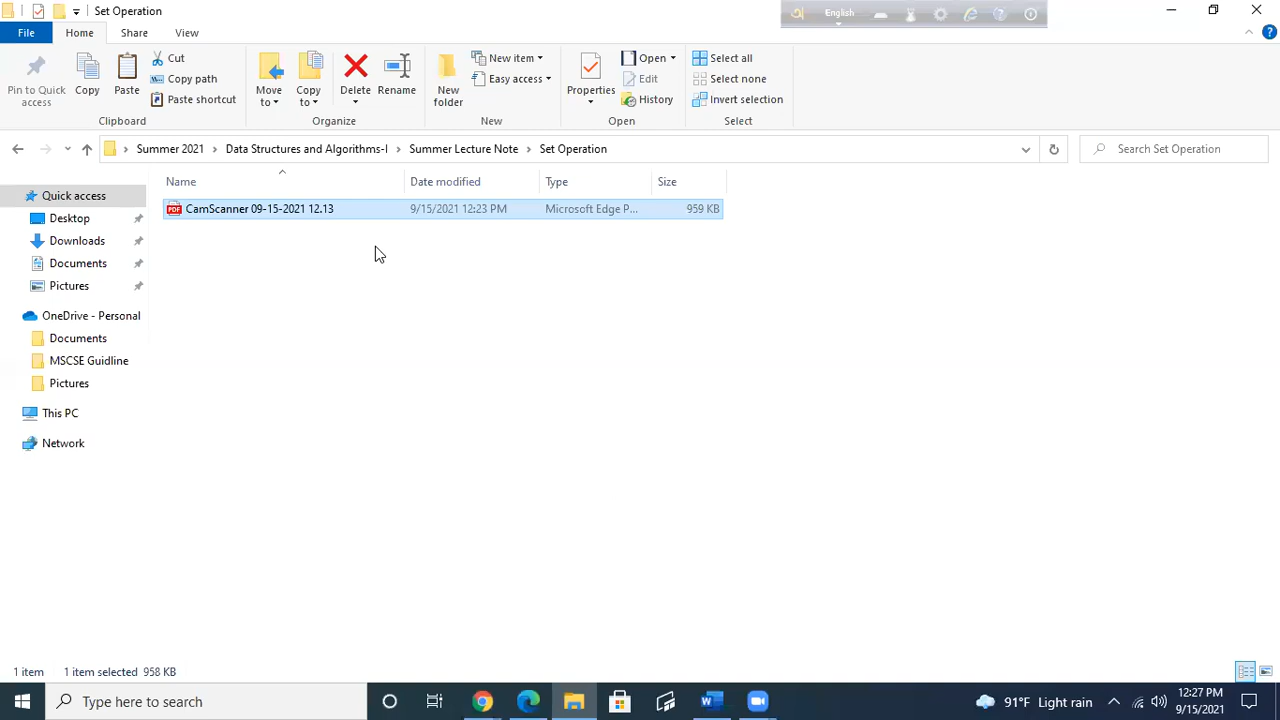 Set Operation
English
File
Home
Share
View
Pin to Quick access
Copy
Paste
Cut
Copy path
Paste shortcut
Clipboard
Move to
Copy to
Delete
Rename
Organize
New folder
New item
Easy access
New
Properties
Open
Edit
History
Open
Select all
Select none
Invert selection
Select
Summer 2021 › Data Structures and Algorithms-I › Summer Lecture Note › Set Operation
Search Set Operation
Name
Date modified
Type
Size
CamScanner 09-15-2021 12.13
9/15/2021 12:23 PM
Microsoft Edge P...
959 KB
Quick access
Desktop
Downloads
Documents
Pictures
OneDrive - Personal
Documents
MSCSE Guidline
Pictures
This PC
Network
1 item
1 item selected 958 KB
Type here to search
91°F Light rain
12:27 PM
9/15/2021